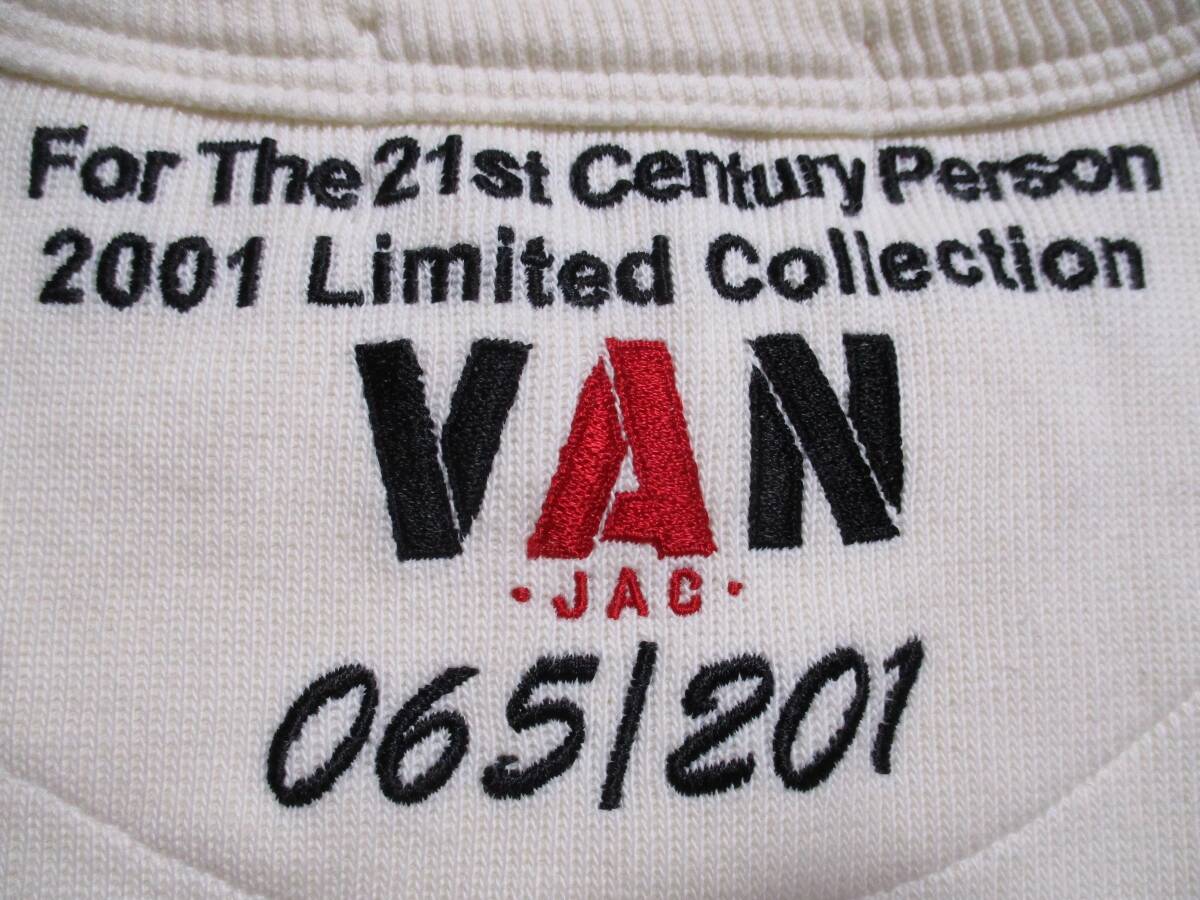 For The 21st Century Person
2001 Limited Collection
VAN
·JAC·
065/201